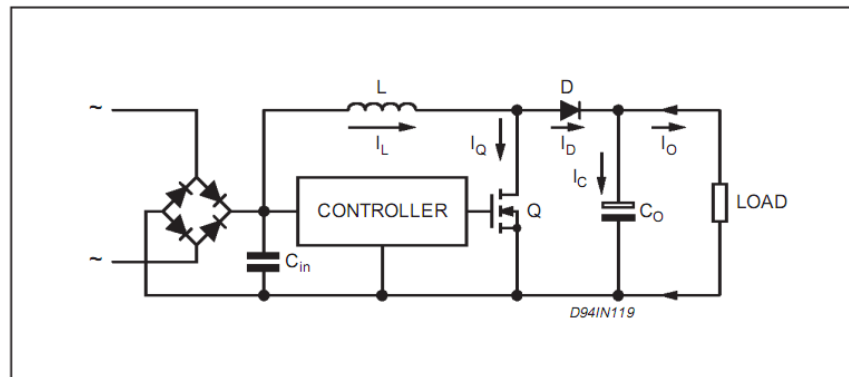 ~
L
D
I_L
I_Q
I_D
I_O
I_C
CONTROLLER
Q
C_O
LOAD
~
C_in
D94IN119